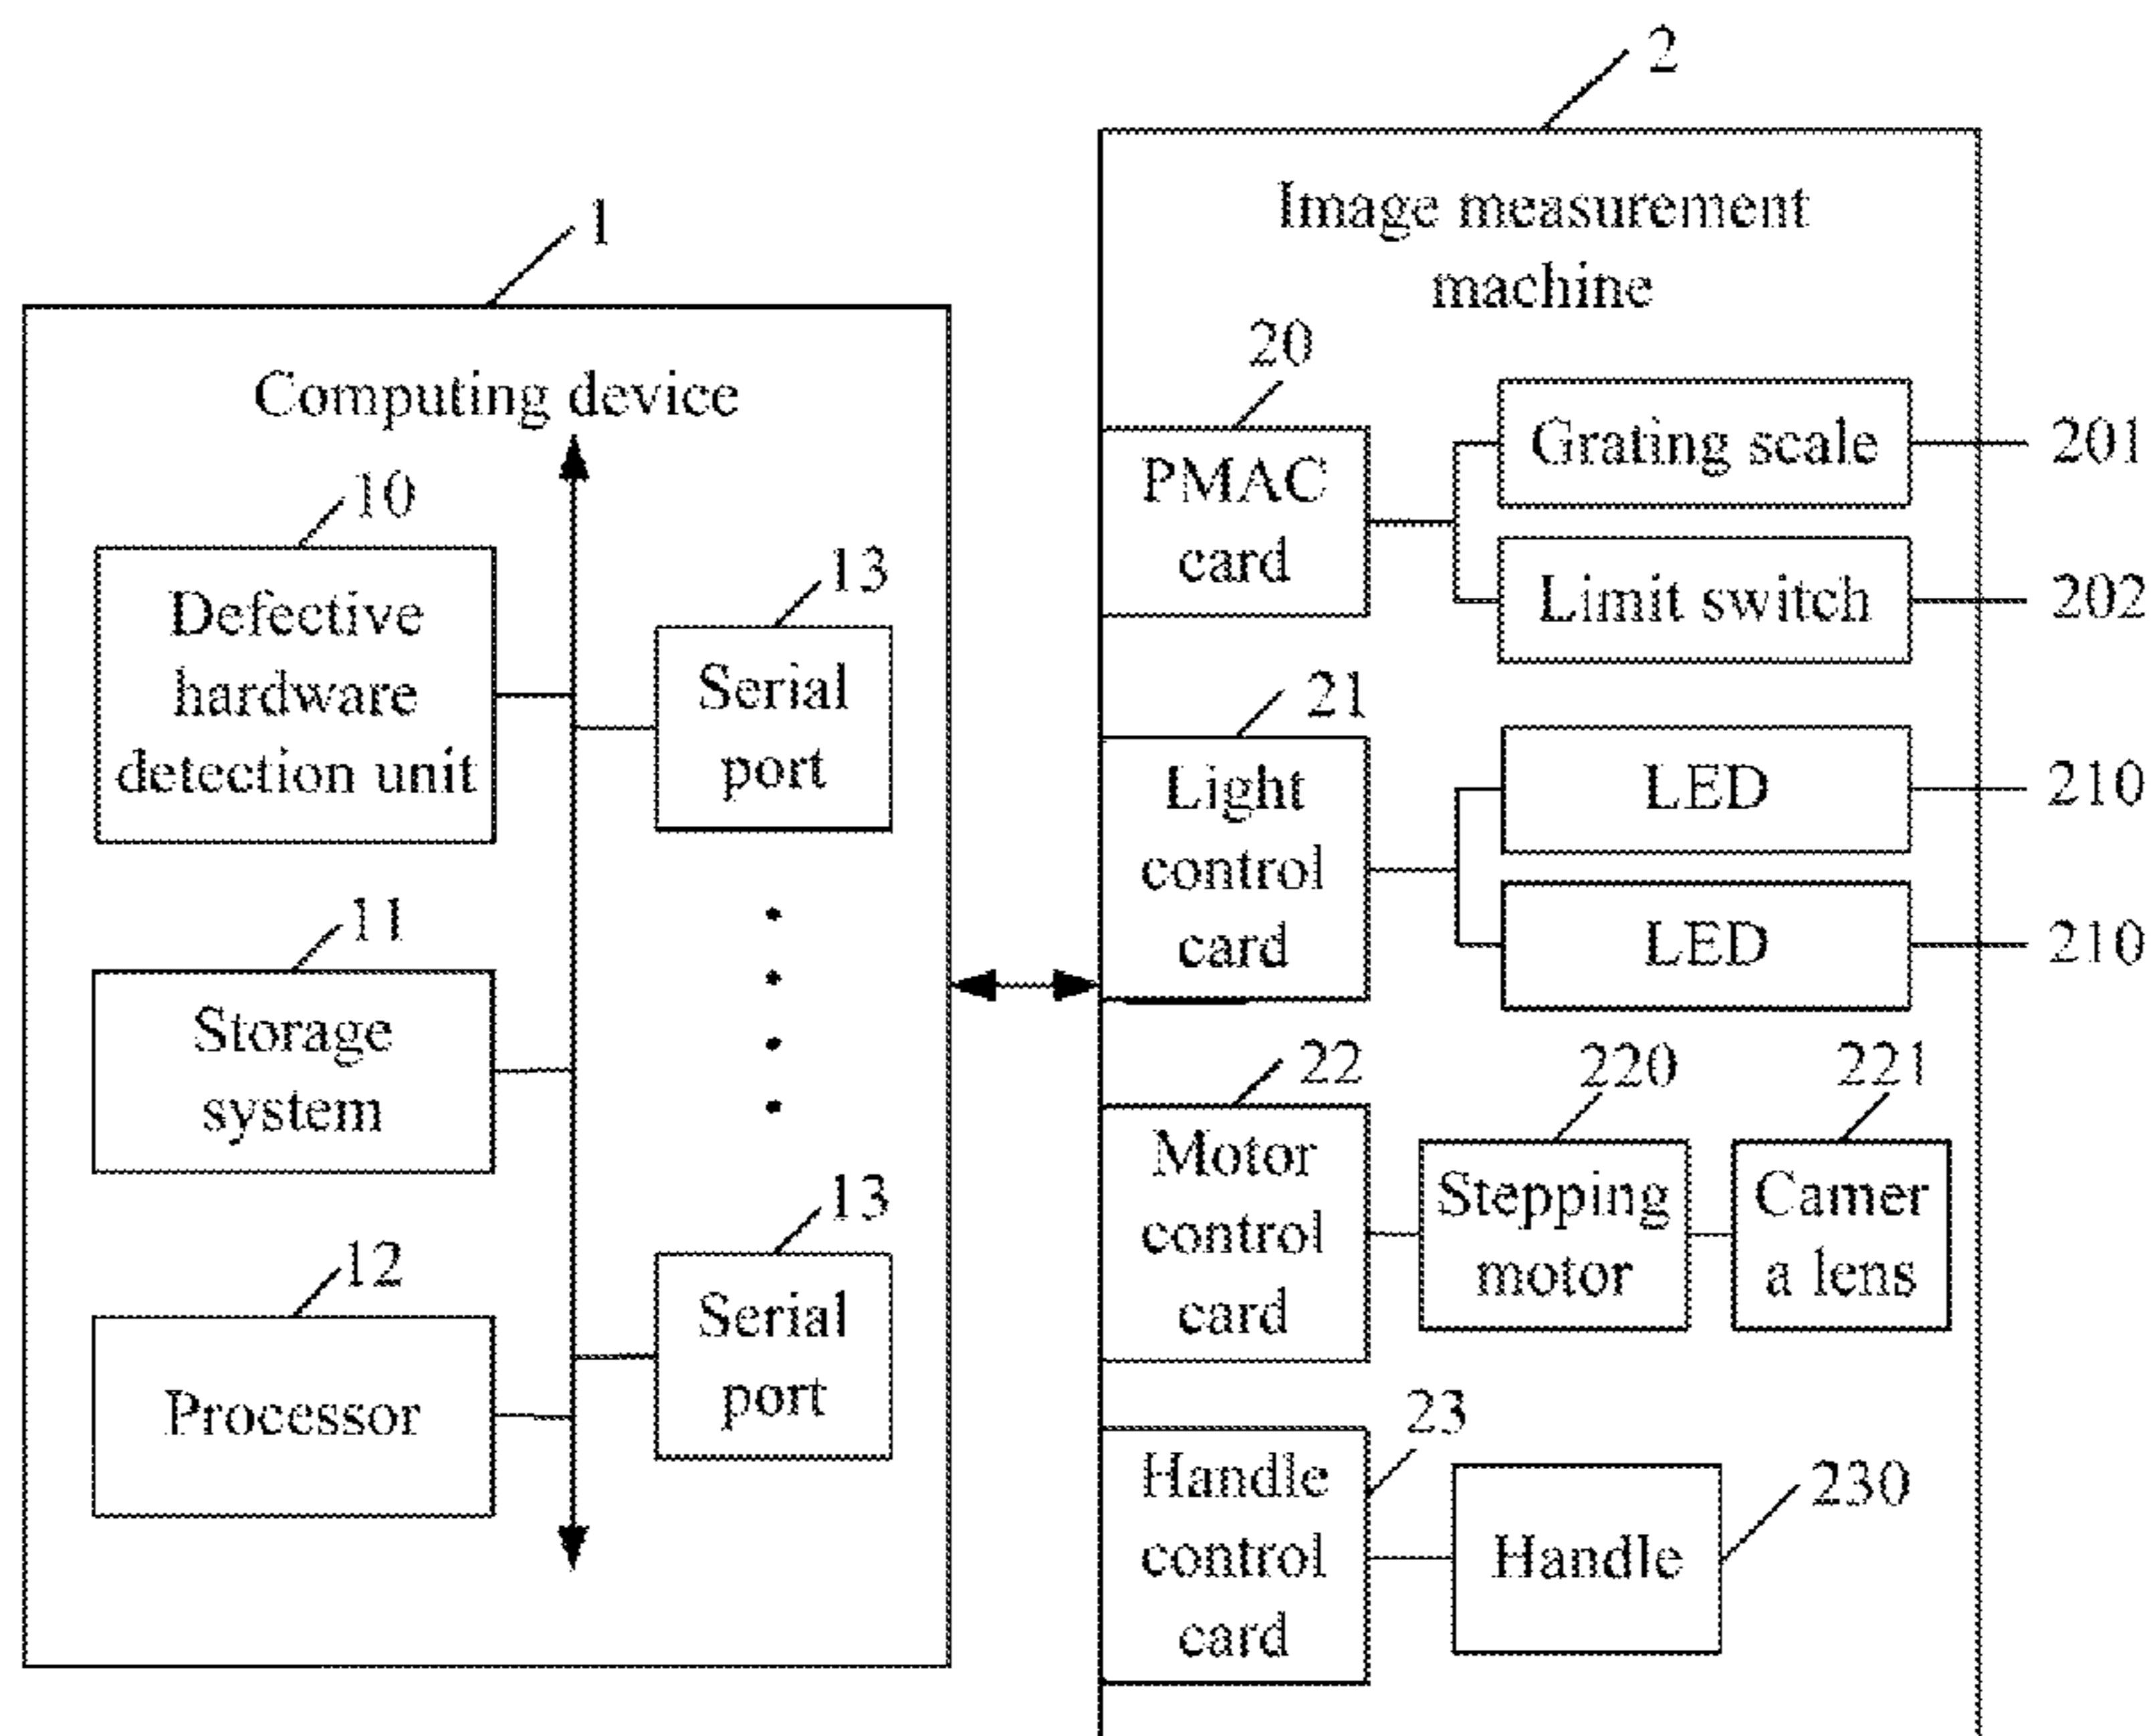 2
Image measurement
machine
1
Computing device
10
Defective
hardware
detection unit
13
Serial
port
11
Storage
system
12
Processor
13
Serial
port
20
PMAC
card
Grating scale
201
Limit switch
202
21
Light
control
card
LED
210
LED
210
22
Motor
control
card
220
Stepping
motor
221
Camer
a lens
23
Handle
control
card
Handle
230